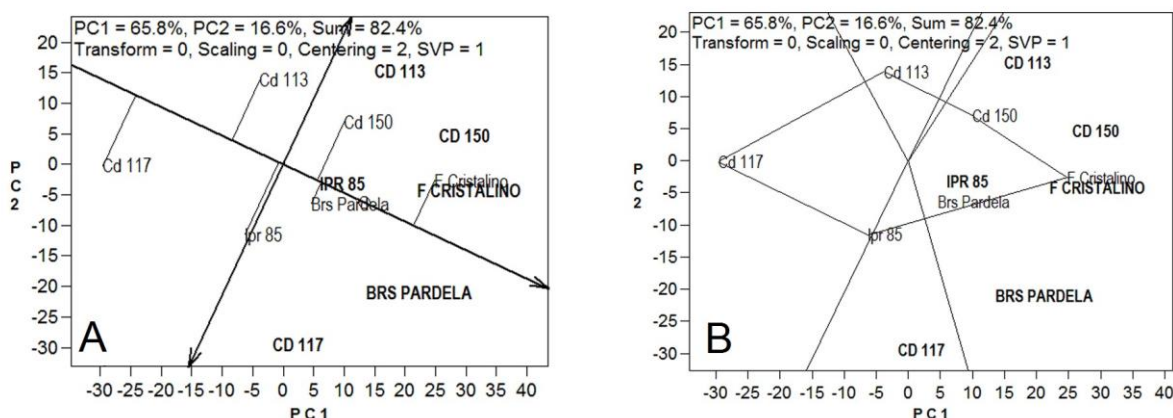 PC1 = 65.8%, PC2 = 16.6%, Sum = 82.4%
Transform = 0, Scaling = 0, Centering = 2, SVP = 1
20
15
10
5
0
-5
-10
-15
-20
-25
-30
P
C
2
Cd 113
CD 113
Cd 150
CD 150
Cd 117
IPR 85
F Cristalino
F CRISTALINO
Brs Pardela
Ipr 85
BRS PARDELA
CD 117
A
-30 -25 -20 -15 -10 -5 0 5 10 15 20 25 30 35 40
P C 1
PC1 = 65.8%, PC2 = 16.6%, Sum = 82.4%
Transform = 0, Scaling = 0, Centering = 2, SVP = 1
20
15
10
5
0
-5
-10
-15
-20
-25
-30
P
C
2
CD 113
Cd 113
Cd 150
CD 150
Cd 117
IPR 85
F Cristalino
F CRISTALINO
Brs Pardela
Ipr 85
BRS PARDELA
CD 117
B
-30 -25 -20 -15 -10 -5 0 5 10 15 20 25 30 35 40
P C 1